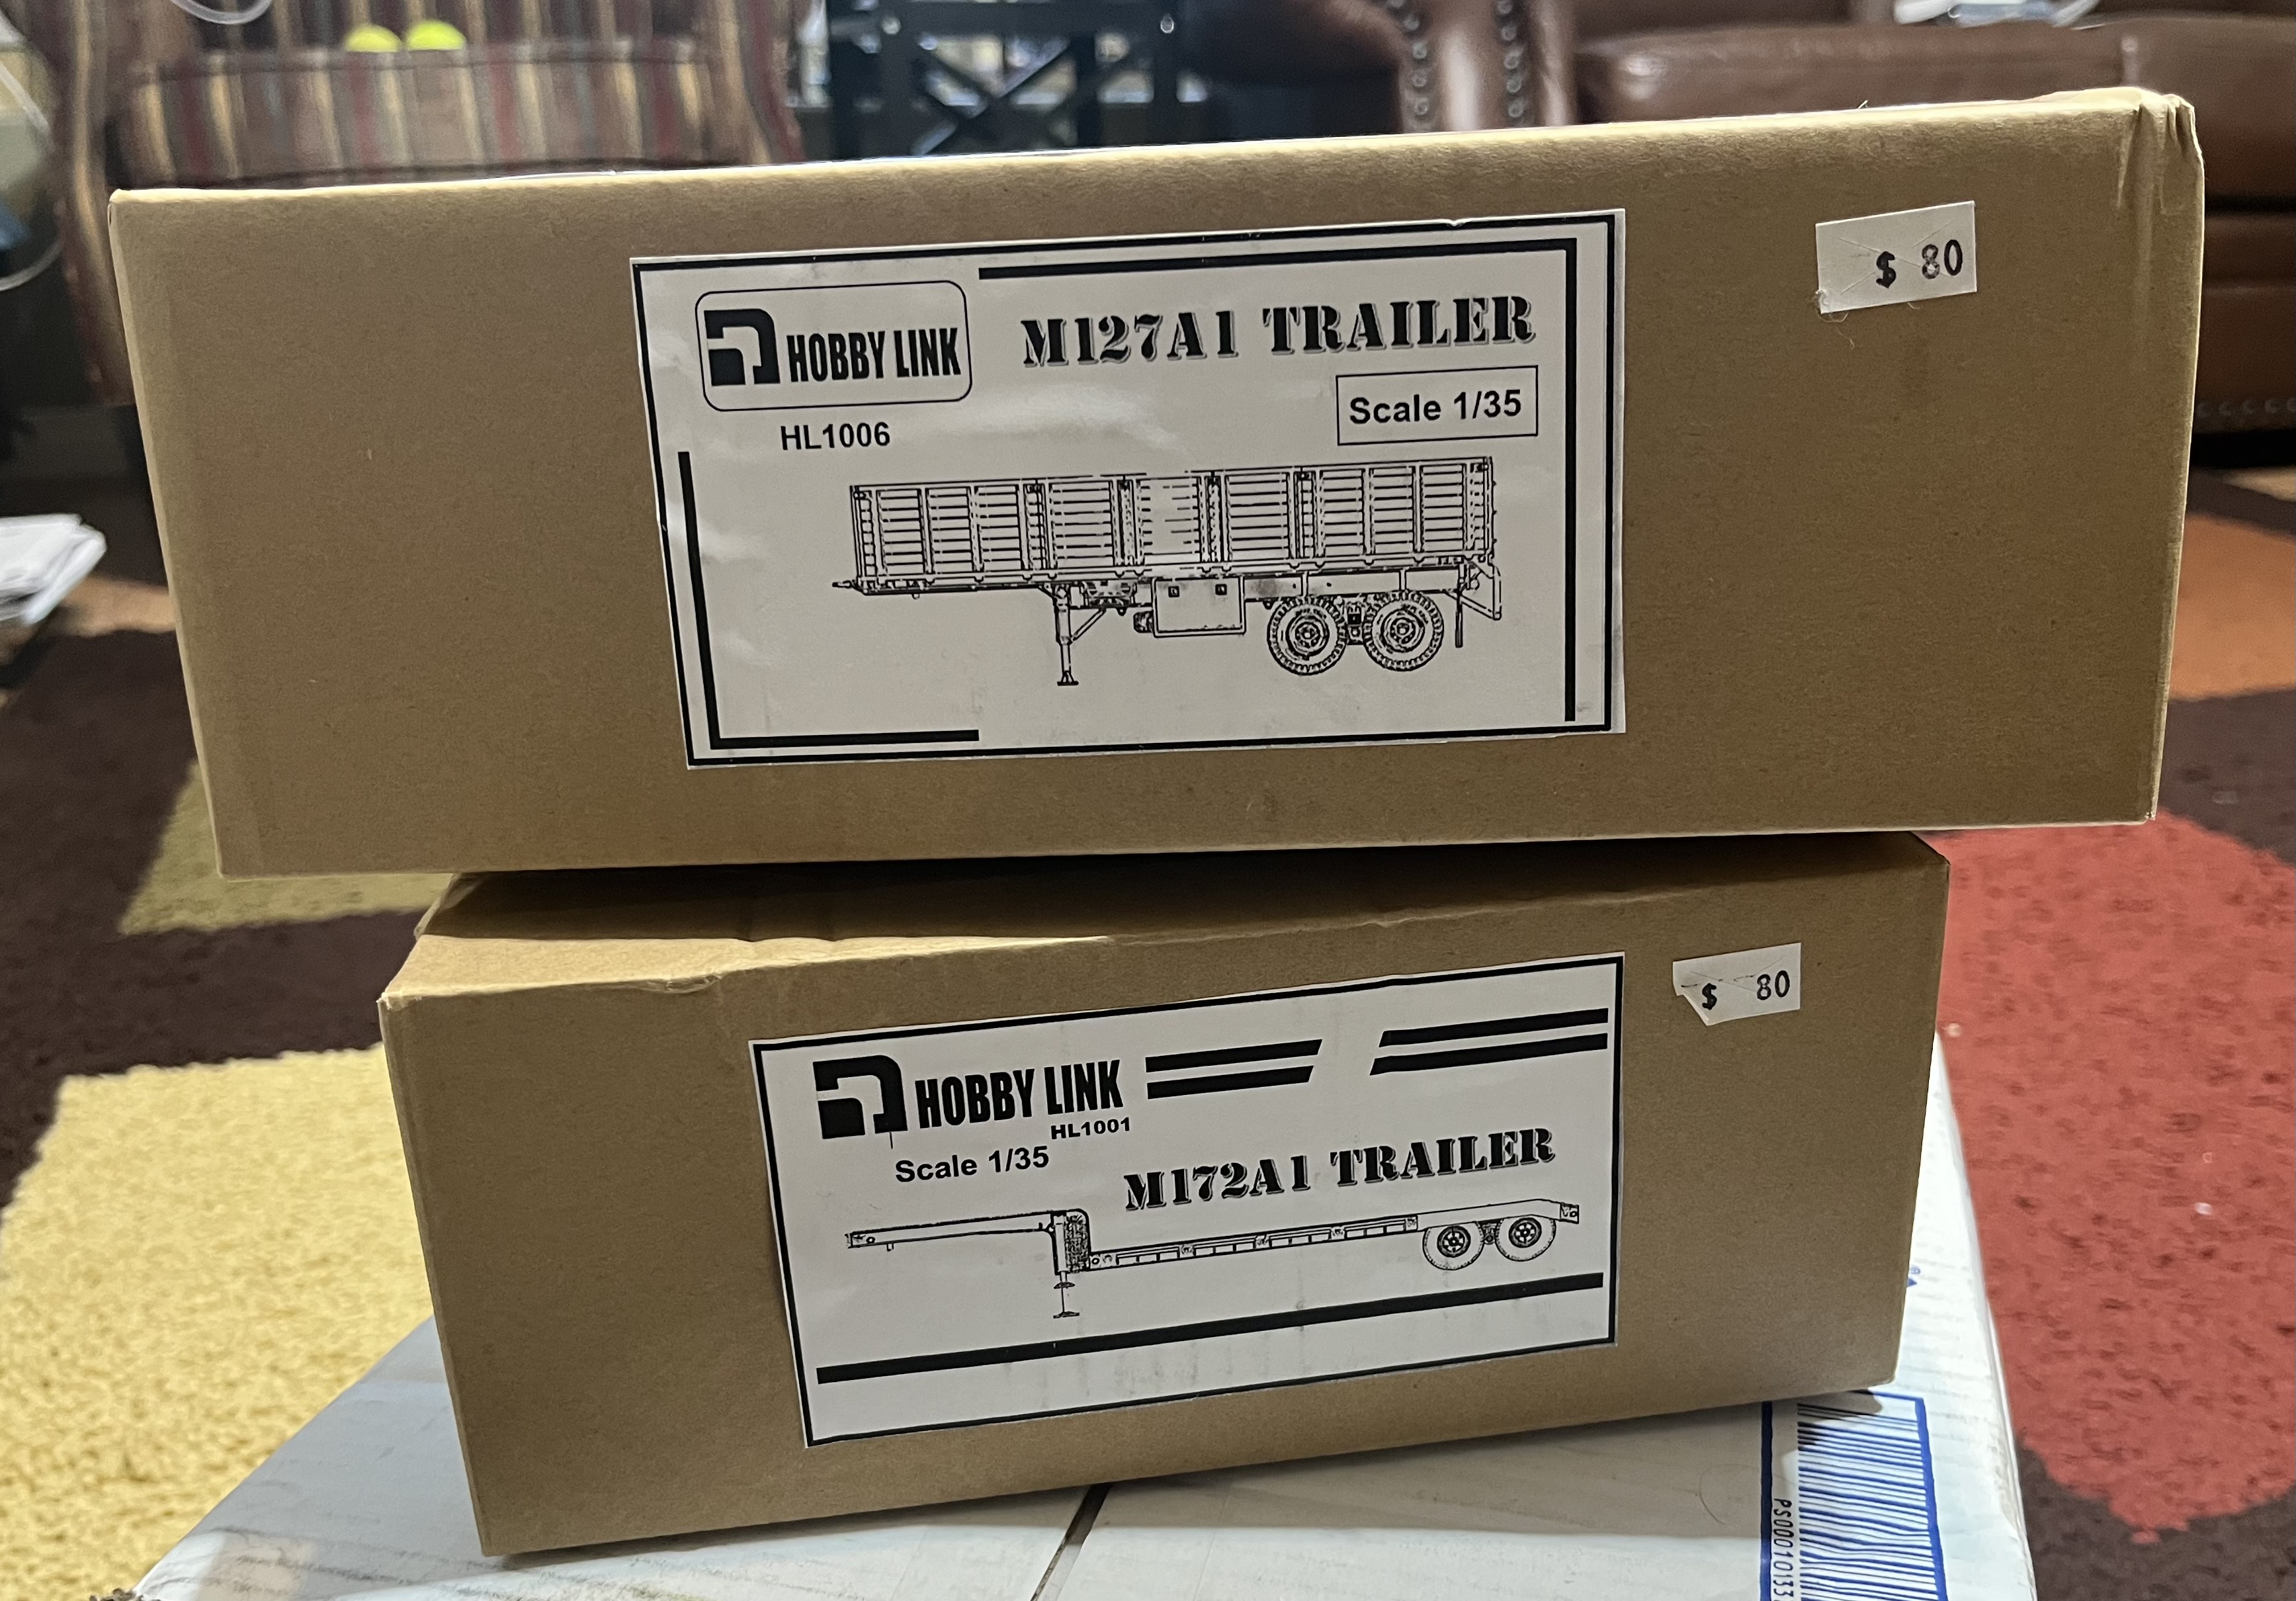 HOBBY LINK
M127A1 TRAILER
$ 80
HL1006
Scale 1/35
HOBBY LINK
HL1001
Scale 1/35
M172A1 TRAILER
$ 80